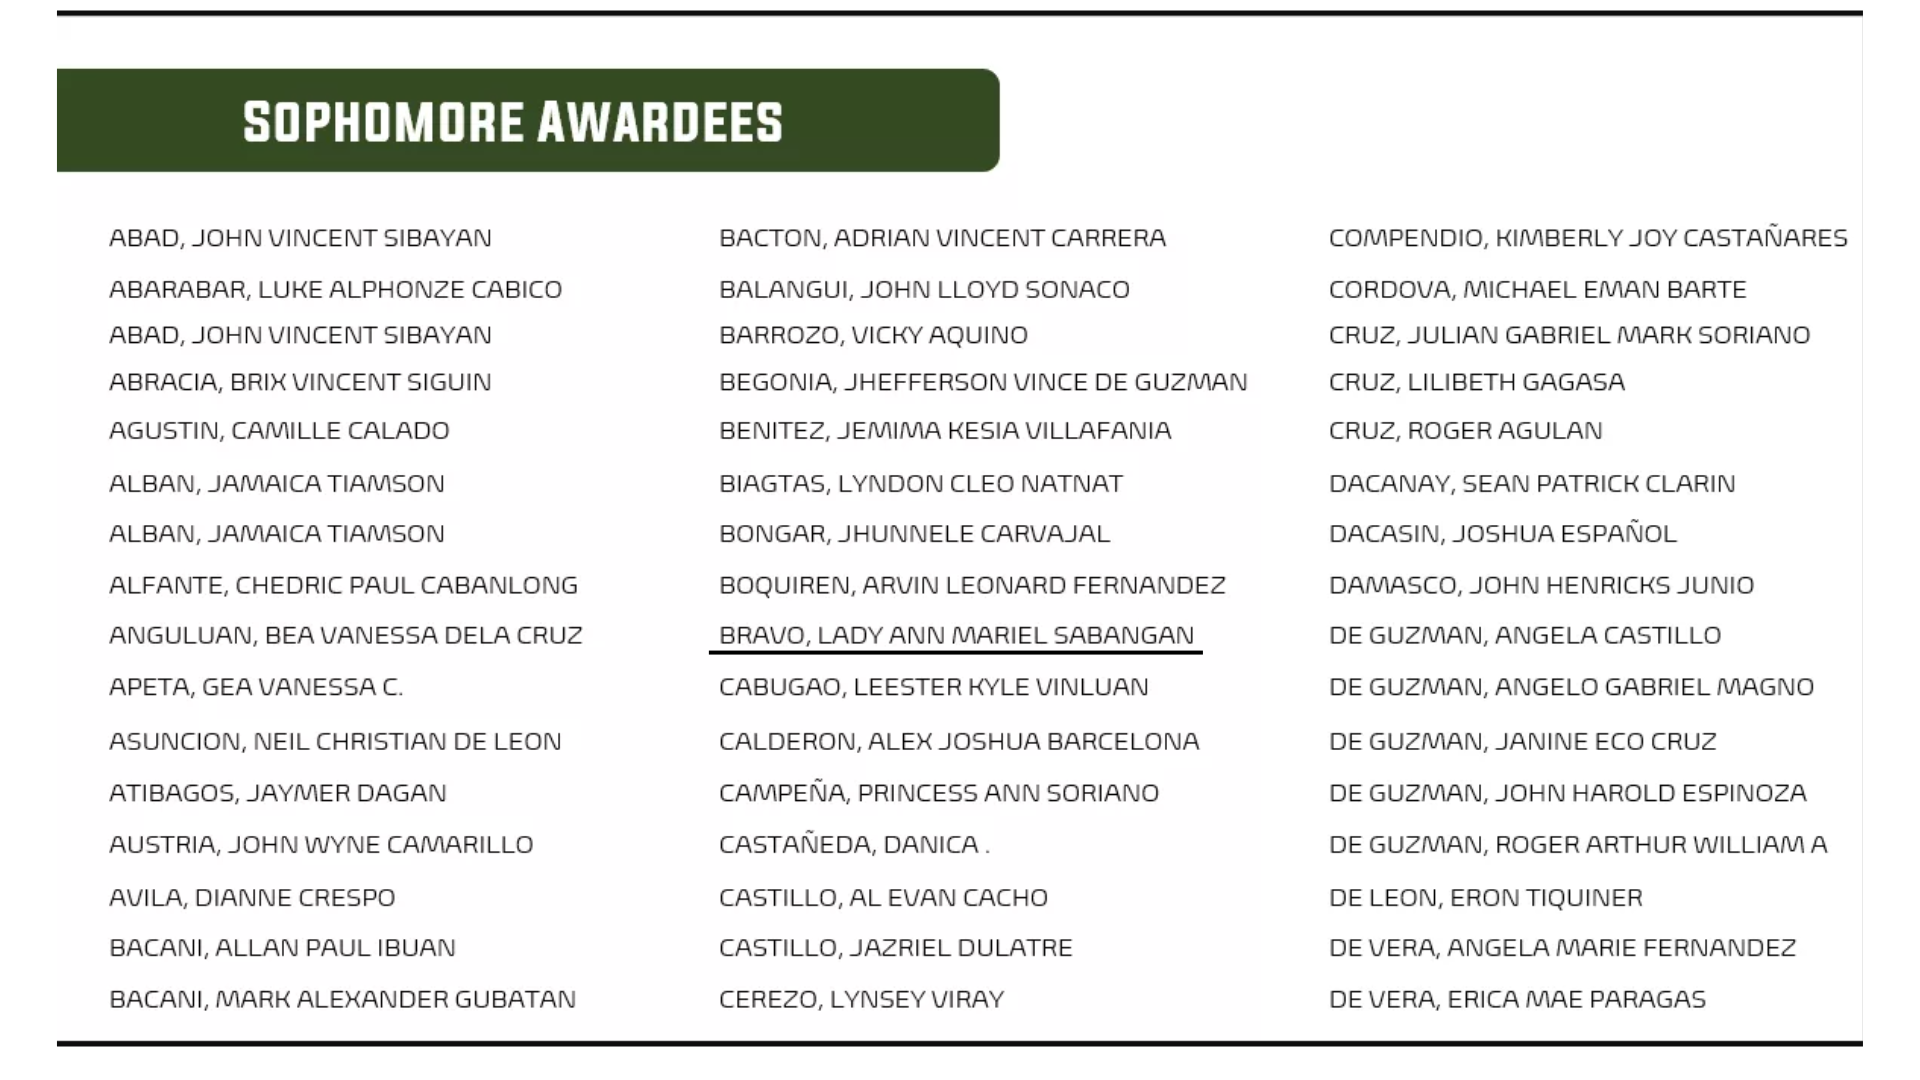 SOPHOMORE AWARDEES
ABAD, JOHN VINCENT SIBAYAN
ABARABAR, LUKE ALPHONZE CABICO
ABAD, JOHN VINCENT SIBAYAN
ABRACIA, BRIX VINCENT SIGUIN
AGUSTIN, CAMILLE CALADO
ALBAN, JAMAICA TIAMSON
ALBAN, JAMAICA TIAMSON
ALFANTE, CHEDRIC PAUL CABANLONG
ANGULUAN, BEA VANESSA DELA CRUZ
APETA, GEA VANESSA C.
ASUNCION, NEIL CHRISTIAN DE LEON
ATIBAGOS, JAYMER DAGAN
AUSTRIA, JOHN WYNE CAMARILLO
AVILA, DIANNE CRESPO
BACANI, ALLAN PAUL IBUAN
BACANI, MARK ALEXANDER GUBATAN
BACTON, ADRIAN VINCENT CARRERA
BALANGUI, JOHN LLOYD SONACO
BARROZO, VICKY AQUINO
BEGONIA, JHEFFERSON VINCE DE GUZMAN
BENITEZ, JEMIMA KESIA VILLAFANIA
BIAGTAS, LYNDON CLEO NATNAT
BONGAR, JHUNNELE CARVAJAL
BOQUIREN, ARVIN LEONARD FERNANDEZ
BRAVO, LADY ANN MARIEL SABANGAN
CABUGAO, LEESTER KYLE VINLUAN
CALDERON, ALEX JOSHUA BARCELONA
CAMPEÑA, PRINCESS ANN SORIANO
CASTAÑEDA, DANICA .
CASTILLO, AL EVAN CACHO
CASTILLO, JAZRIEL DULATRE
CEREZO, LYNSEY VIRAY
COMPENDIO, KIMBERLY JOY CASTAÑARES
CORDOVA, MICHAEL EMAN BARTE
CRUZ, JULIAN GABRIEL MARK SORIANO
CRUZ, LILIBETH GAGASA
CRUZ, ROGER AGULAN
DACANAY, SEAN PATRICK CLARIN
DACASIN, JOSHUA ESPAÑOL
DAMASCO, JOHN HENRICKS JUNIO
DE GUZMAN, ANGELA CASTILLO
DE GUZMAN, ANGELO GABRIEL MAGNO
DE GUZMAN, JANINE ECO CRUZ
DE GUZMAN, JOHN HAROLD ESPINOZA
DE GUZMAN, ROGER ARTHUR WILLIAM A
DE LEON, ERON TIQUINER
DE VERA, ANGELA MARIE FERNANDEZ
DE VERA, ERICA MAE PARAGAS